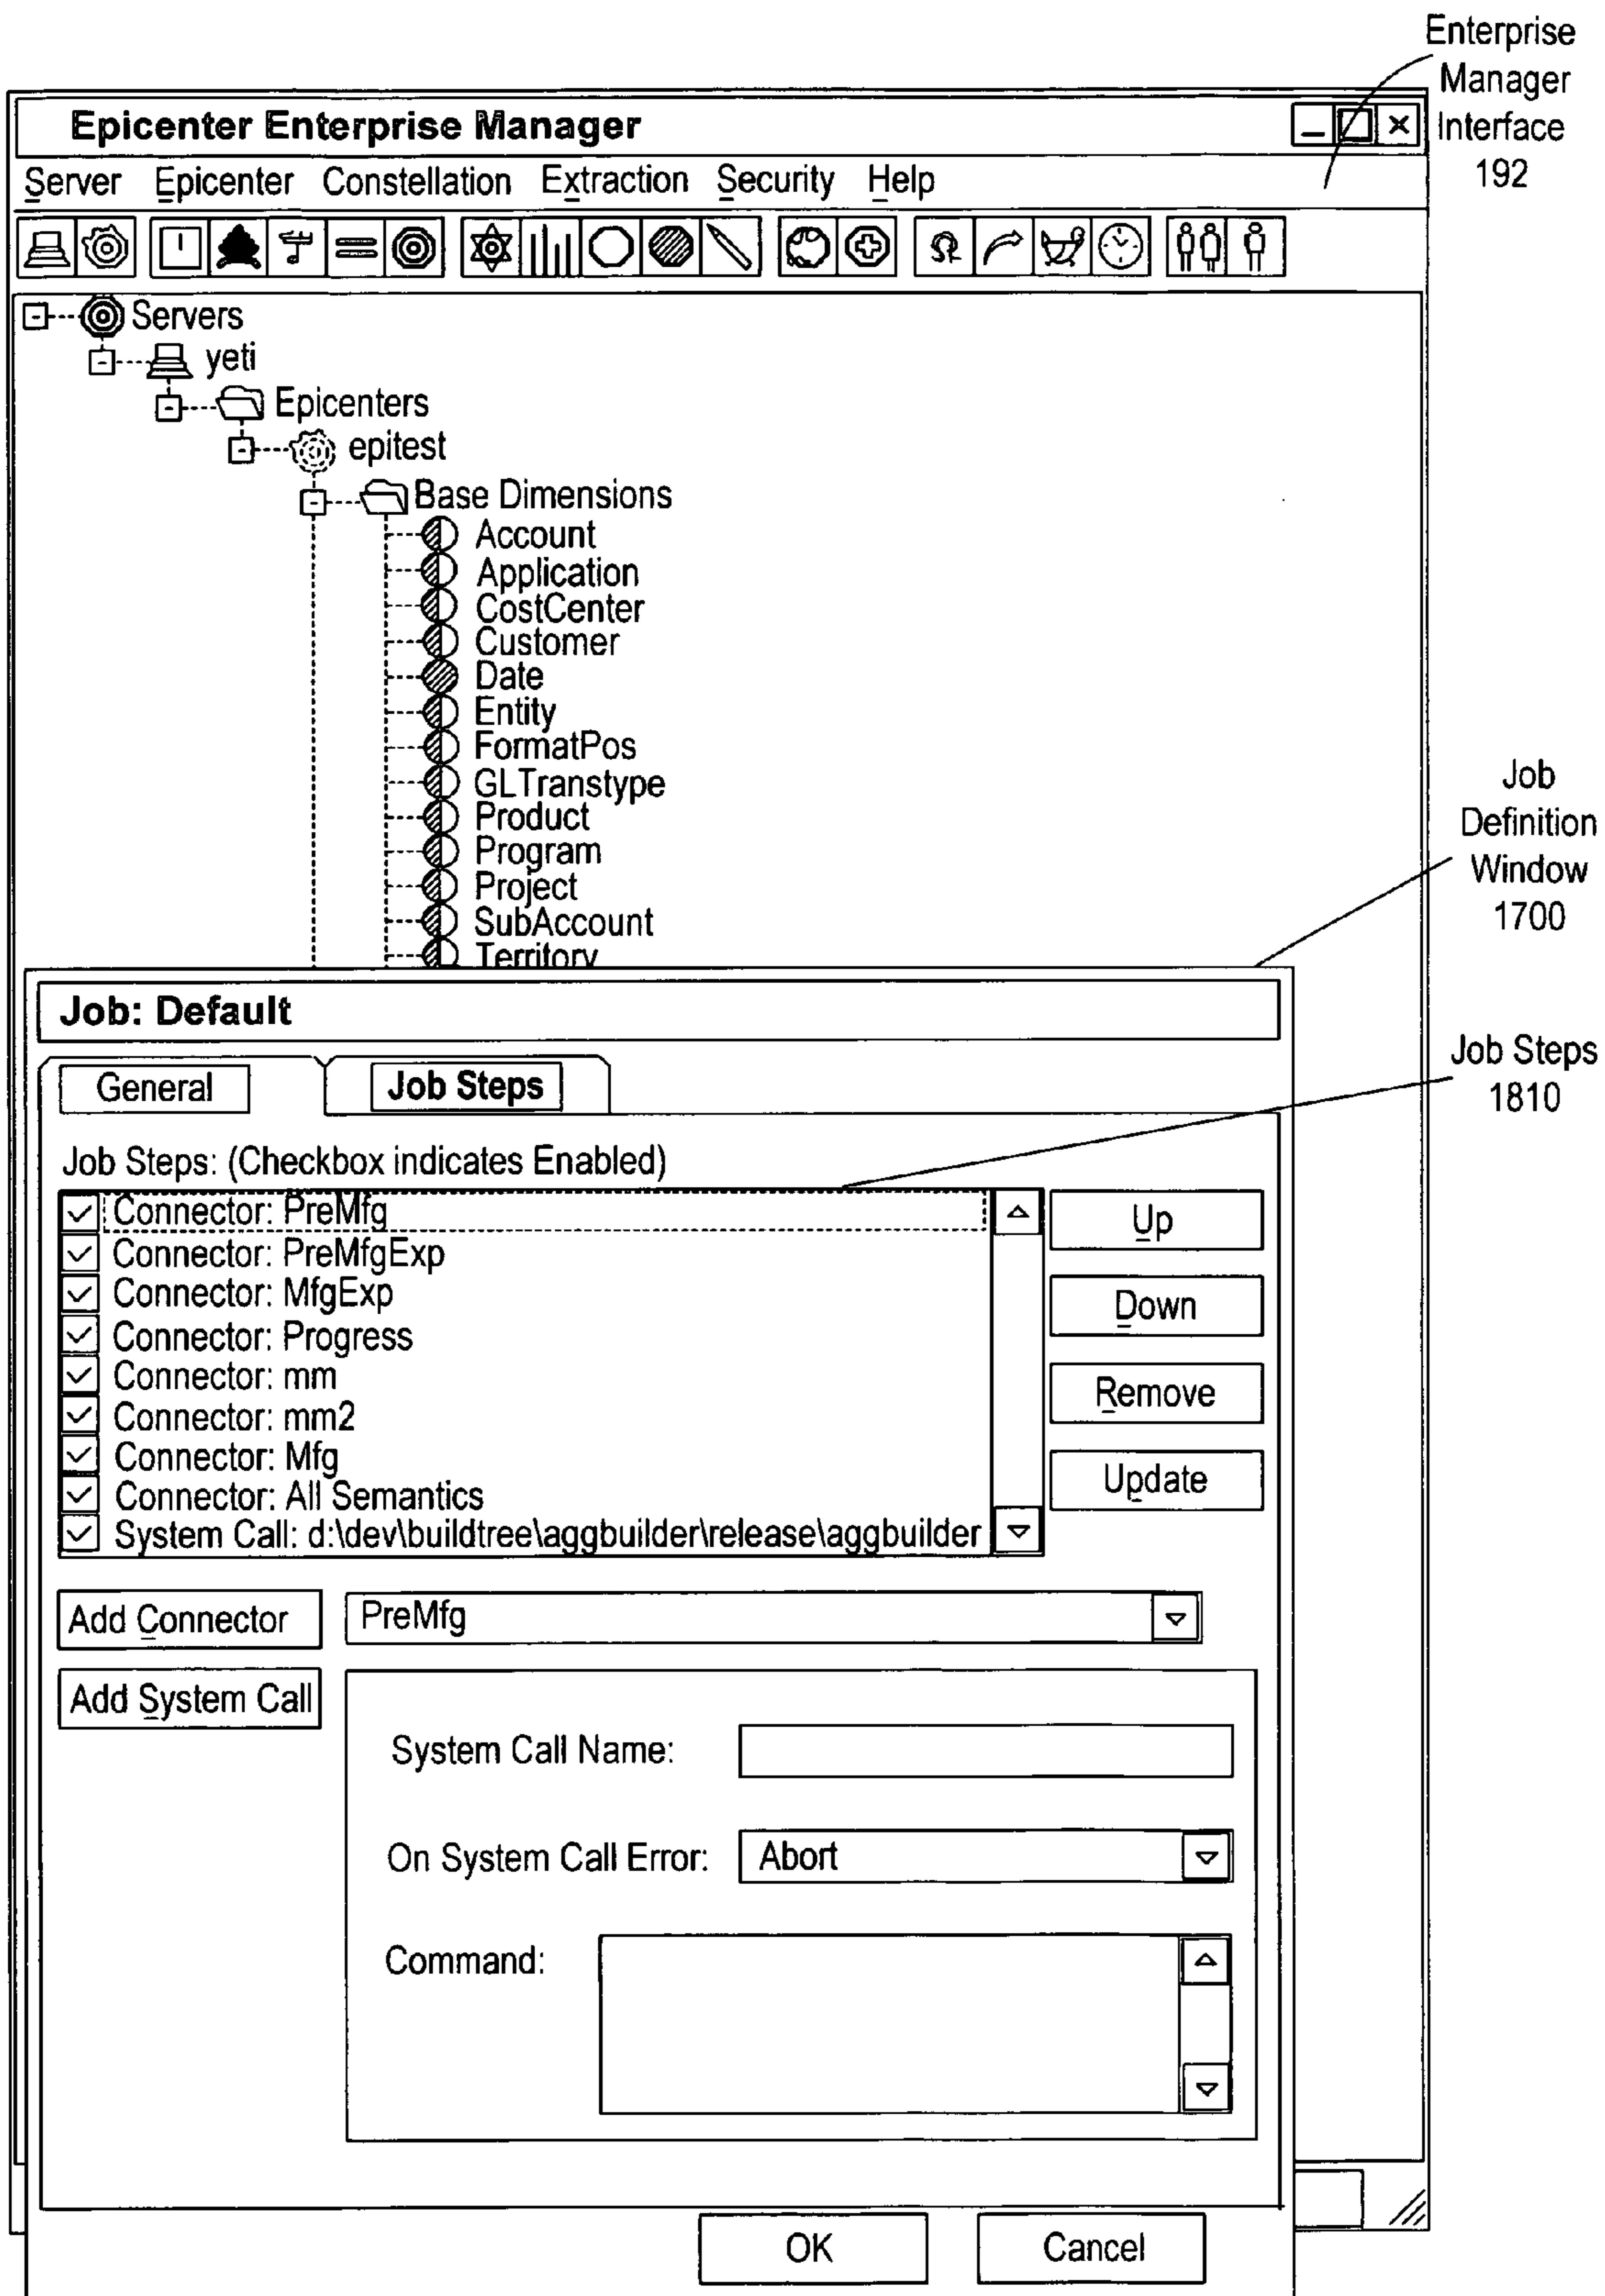 Enterprise
Manager
Interface
192
Epicenter Enterprise Manager
Server Epicenter Constellation Extraction Security Help
Servers
yeti
Epicenters
epitest
Base Dimensions
Account
Application
CostCenter
Customer
Date
Entity
FormatPos
GLTranstype
Product
Program
Project
SubAccount
Territory
Job
Definition
Window
1700
Job: Default
General
Job Steps
Job Steps
1810
Job Steps: (Checkbox indicates Enabled)
Connector: PreMfg
Connector: PreMfgExp
Connector: MfgExp
Connector: Progress
Connector: mm
Connector: mm2
Connector: Mfg
Connector: All Semantics
System Call: d:\dev\buildtree\aggbuilder\release\aggbuilder
Up
Down
Remove
Update
Add Connector
PreMfg
Add System Call
System Call Name:
On System Call Error: Abort
Command:
OK
Cancel